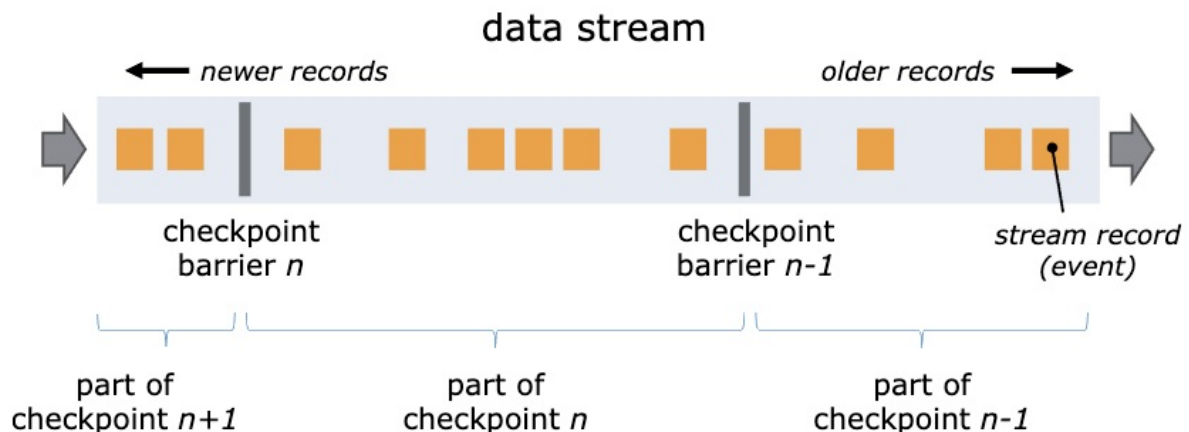 data stream
newer records
older records
checkpoint
barrier n
checkpoint
barrier n-1
stream record
(event)
part of
checkpoint n+1
part of
checkpoint n
part of
checkpoint n-1